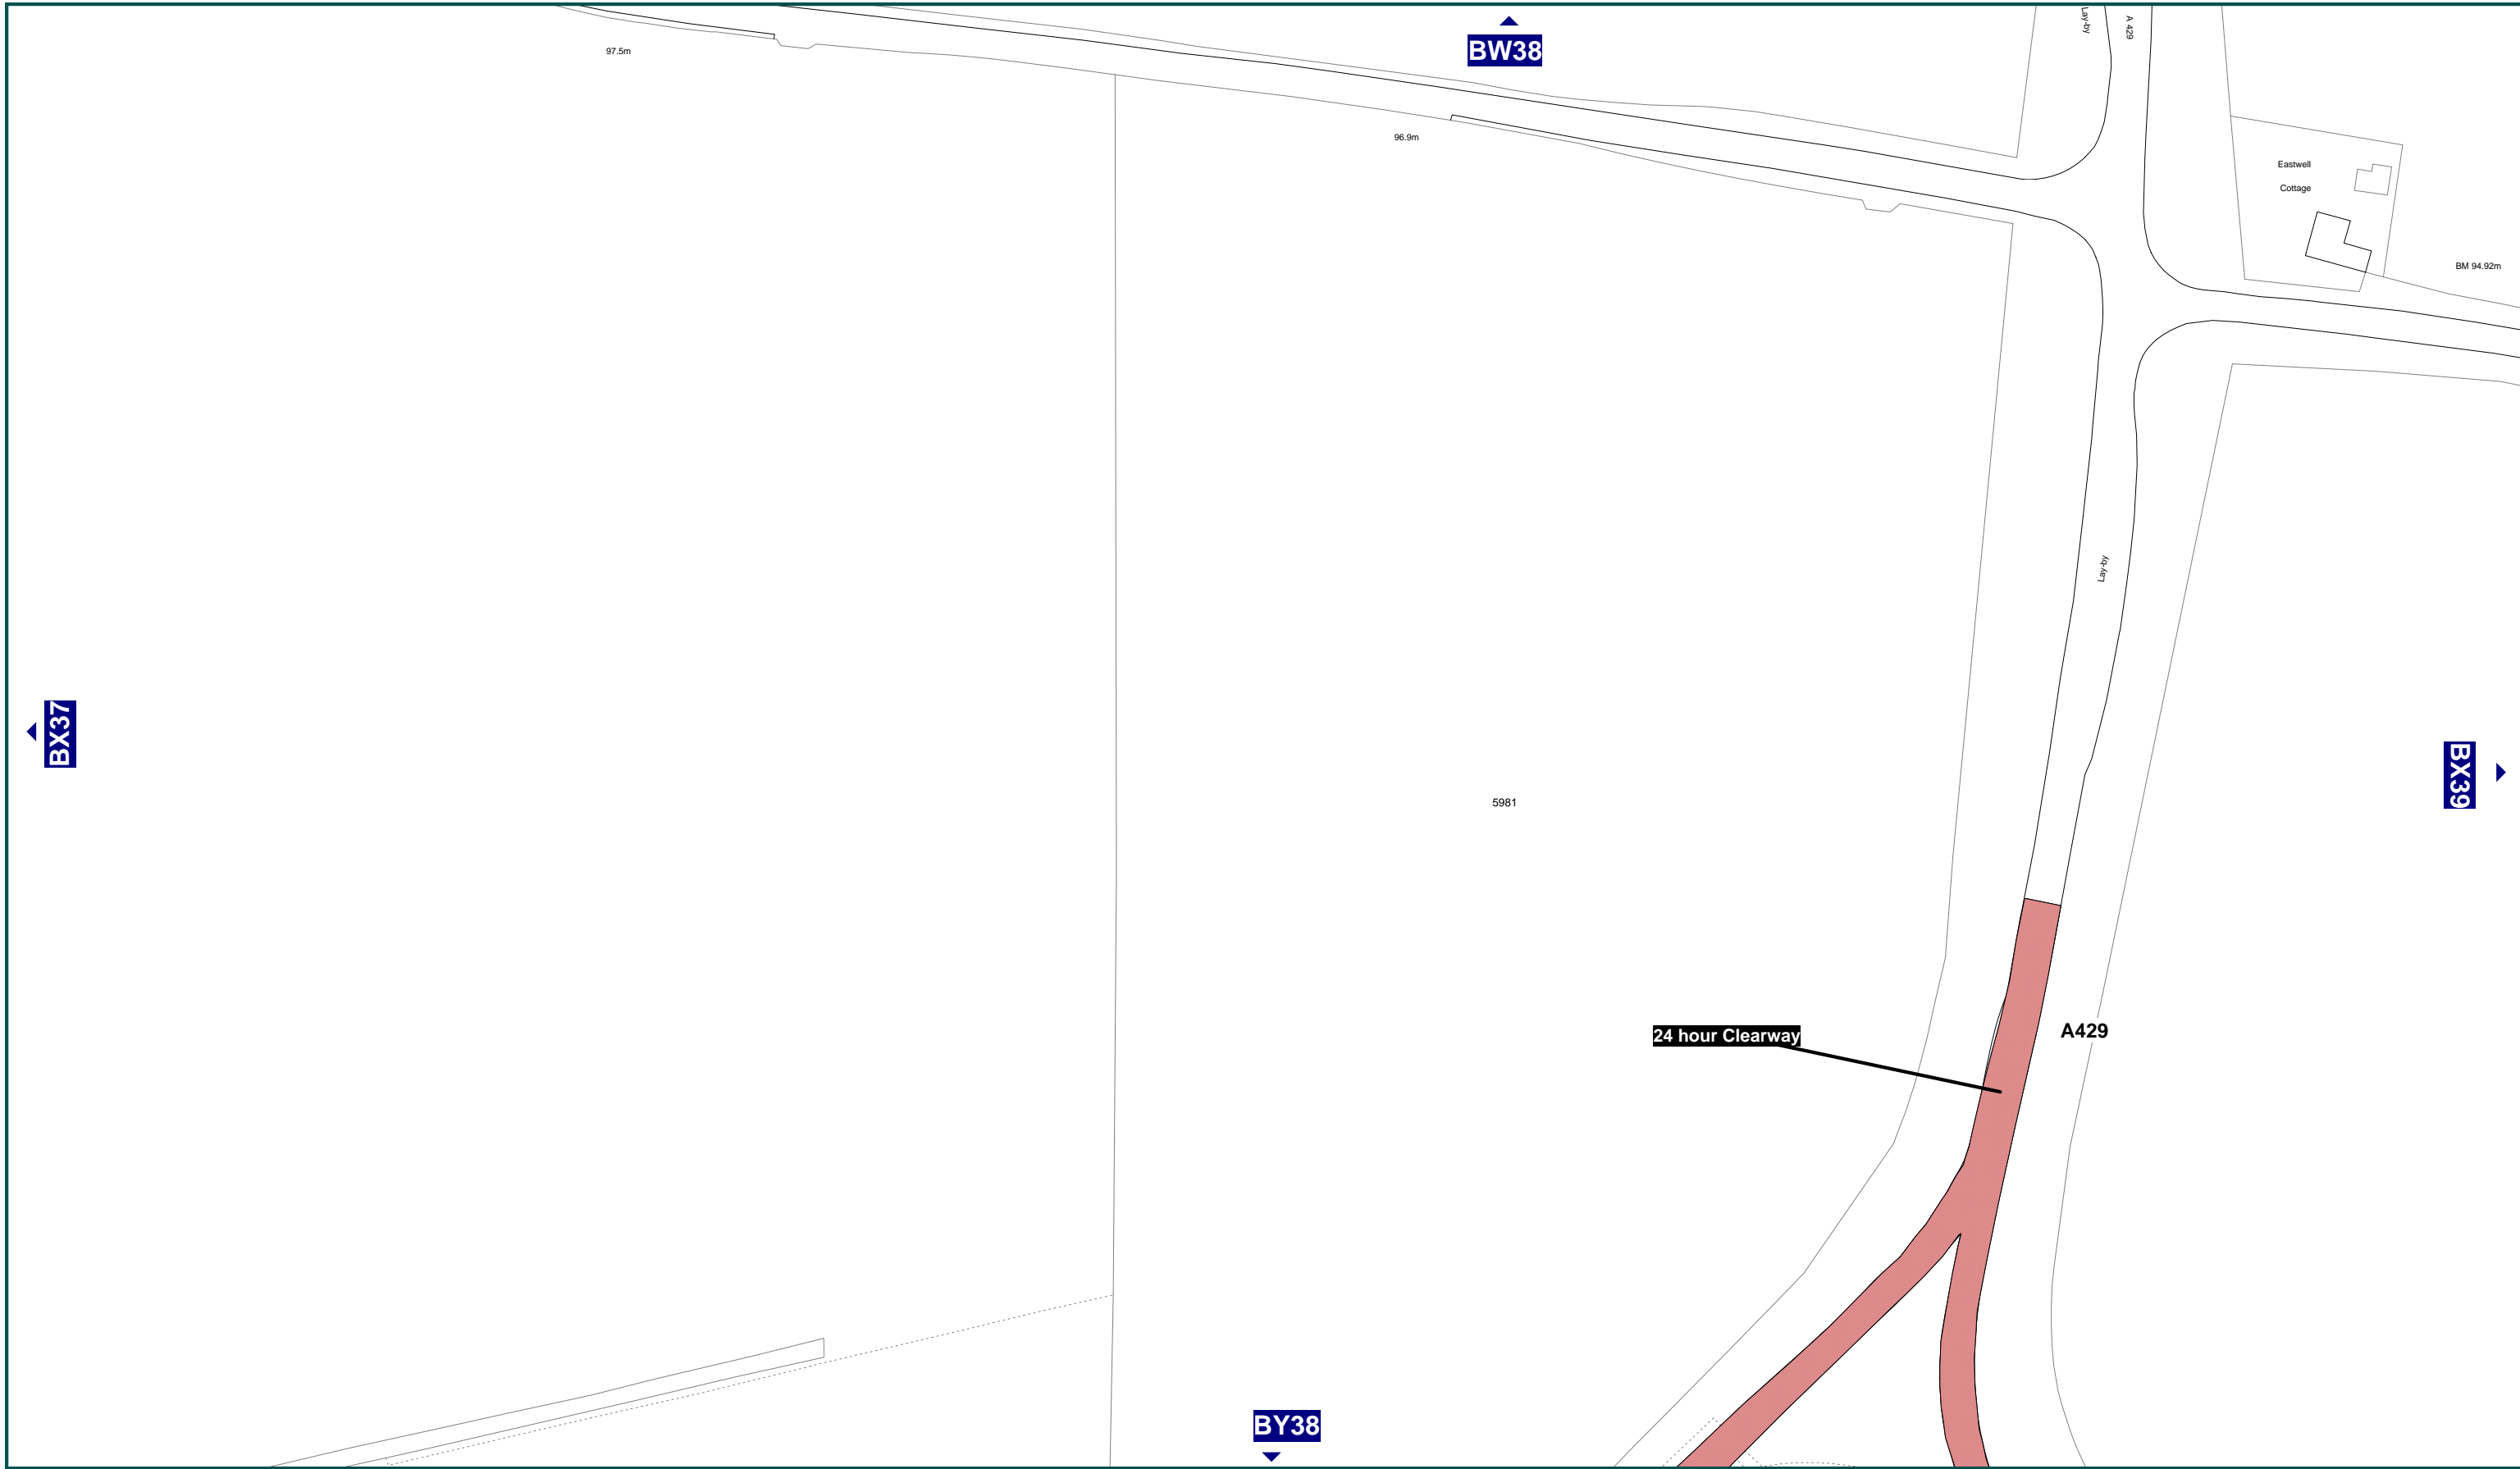 Lay-by
A 429
97.5m
BW38
96.9m
Eastwell
Cottage
BM 94.92m
Lay-by
BX37
BX39
5981
24 hour Clearway
A429
BY38